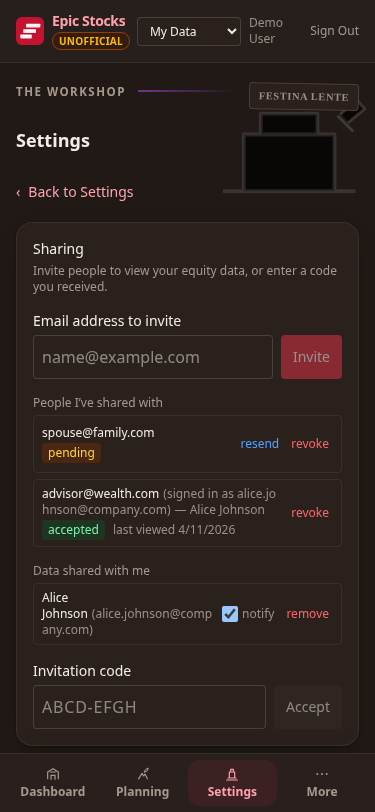 Epic Stocks
UNOFFICIAL
My Data
Demo
User
Sign Out
THE WORKSHOP
FESTINA LENTE
Settings
‹ Back to Settings
Sharing
Invite people to view your equity data, or enter a code
you received.
Email address to invite
name@example.com
Invite
People I’ve shared with
spouse@family.com
pending
resend
revoke
advisor@wealth.com (signed in as alice.jo
hnson@company.com) — Alice Johnson
accepted last viewed 4/11/2026
revoke
Data shared with me
Alice
Johnson (alice.johnson@comp
any.com)
notify
remove
Invitation code
ABCD-EFGH
Accept
Dashboard
Planning
Settings
More